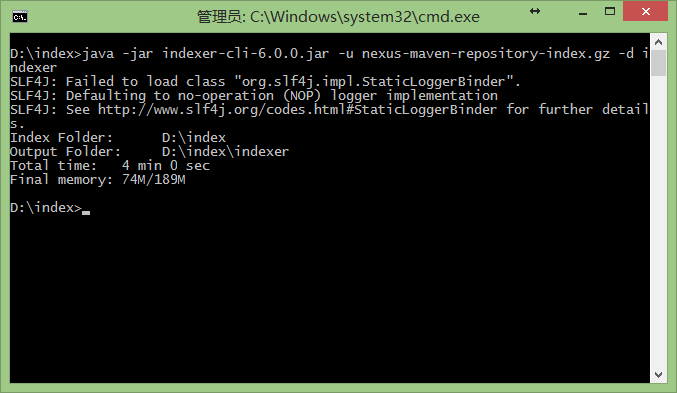 管理员: C:\Windows\system32\cmd.exe
D:\index>java -jar indexer-cli-6.0.0.jar -u nexus-maven-repository-index.gz -d i
ndexer
SLF4J: Failed to load class "org.slf4j.impl.StaticLoggerBinder".
SLF4J: Defaulting to no-operation (NOP) logger implementation
SLF4J: See http://www.slf4j.org/codes.html#StaticLoggerBinder for further detail
s.
Index Folder:      D:\index
Output Folder:     D:\index\indexer
Total time:   4 min 0 sec
Final memory: 74M/189M
D:\index>